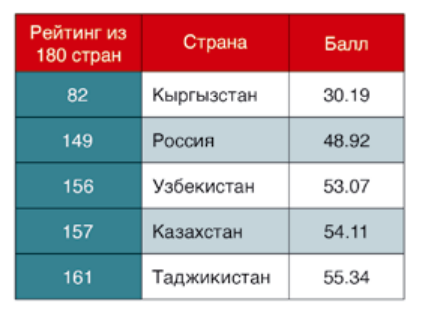 Рейтинг из
180 стран
Страна
Балл
82 Кыргызстан 30.19
149 Россия 48.92
156 Узбекистан 53.07
157 Казахстан 54.11
161 Таджикистан 55.34